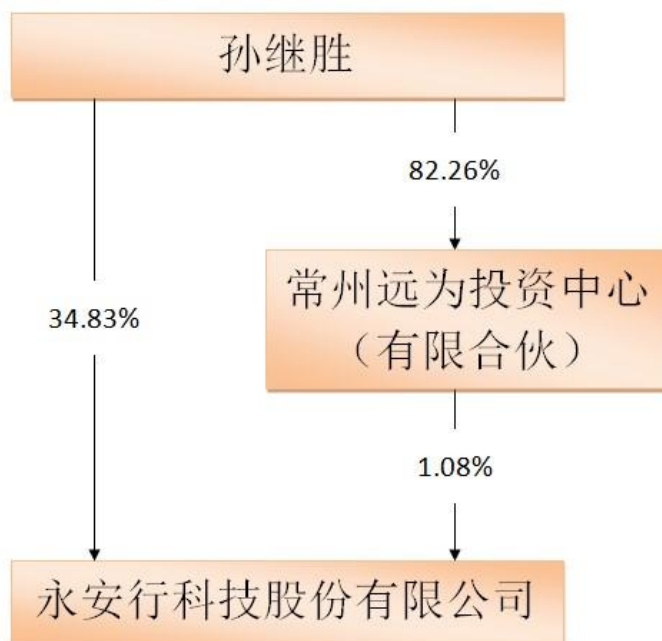 孙继胜
82.26%
常州远为投资中心
（有限合伙）
34.83%
1.08%
永安行科技股份有限公司